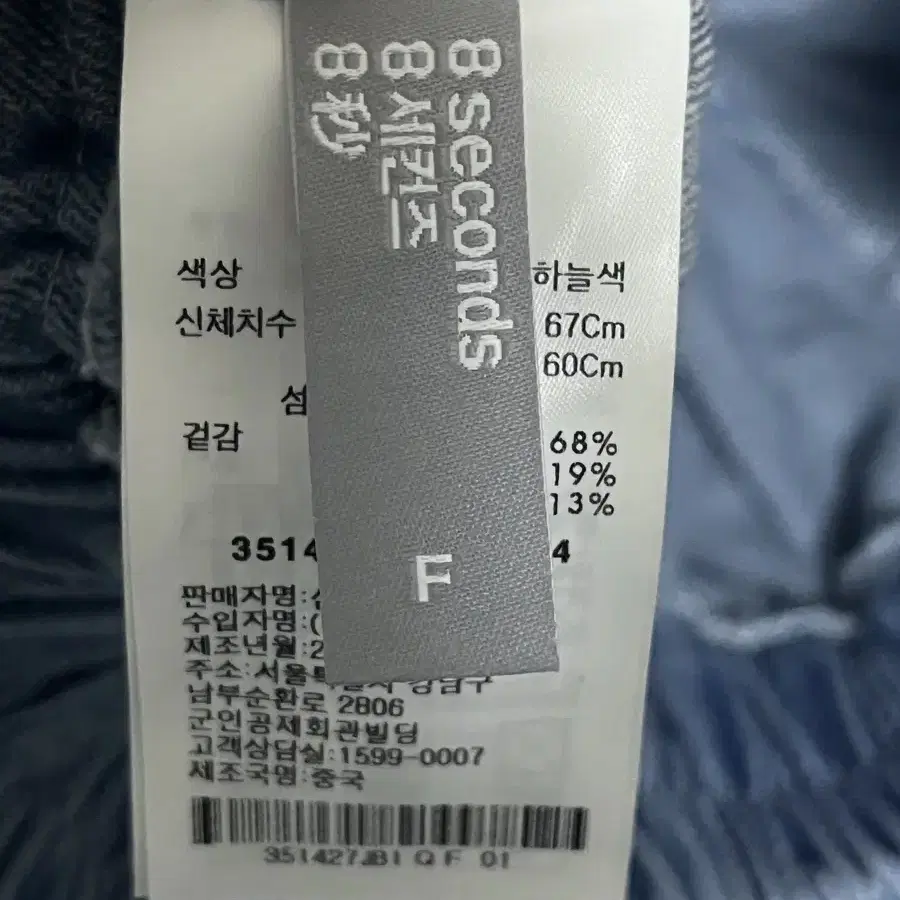 8 seconds
8세컨즈
8秒
F
색상 하늘색
신체치수 67Cm
60Cm
섬
겉감 68%
19%
13%
3514 4
판매자명:
수입자명:(
제조년월:2
주소:서울특별시 강남구
남부순환로 2806
군인공제회관빌딩
고객상담실:1599-0007
제조국명:중국
351427JB1 Q F 01